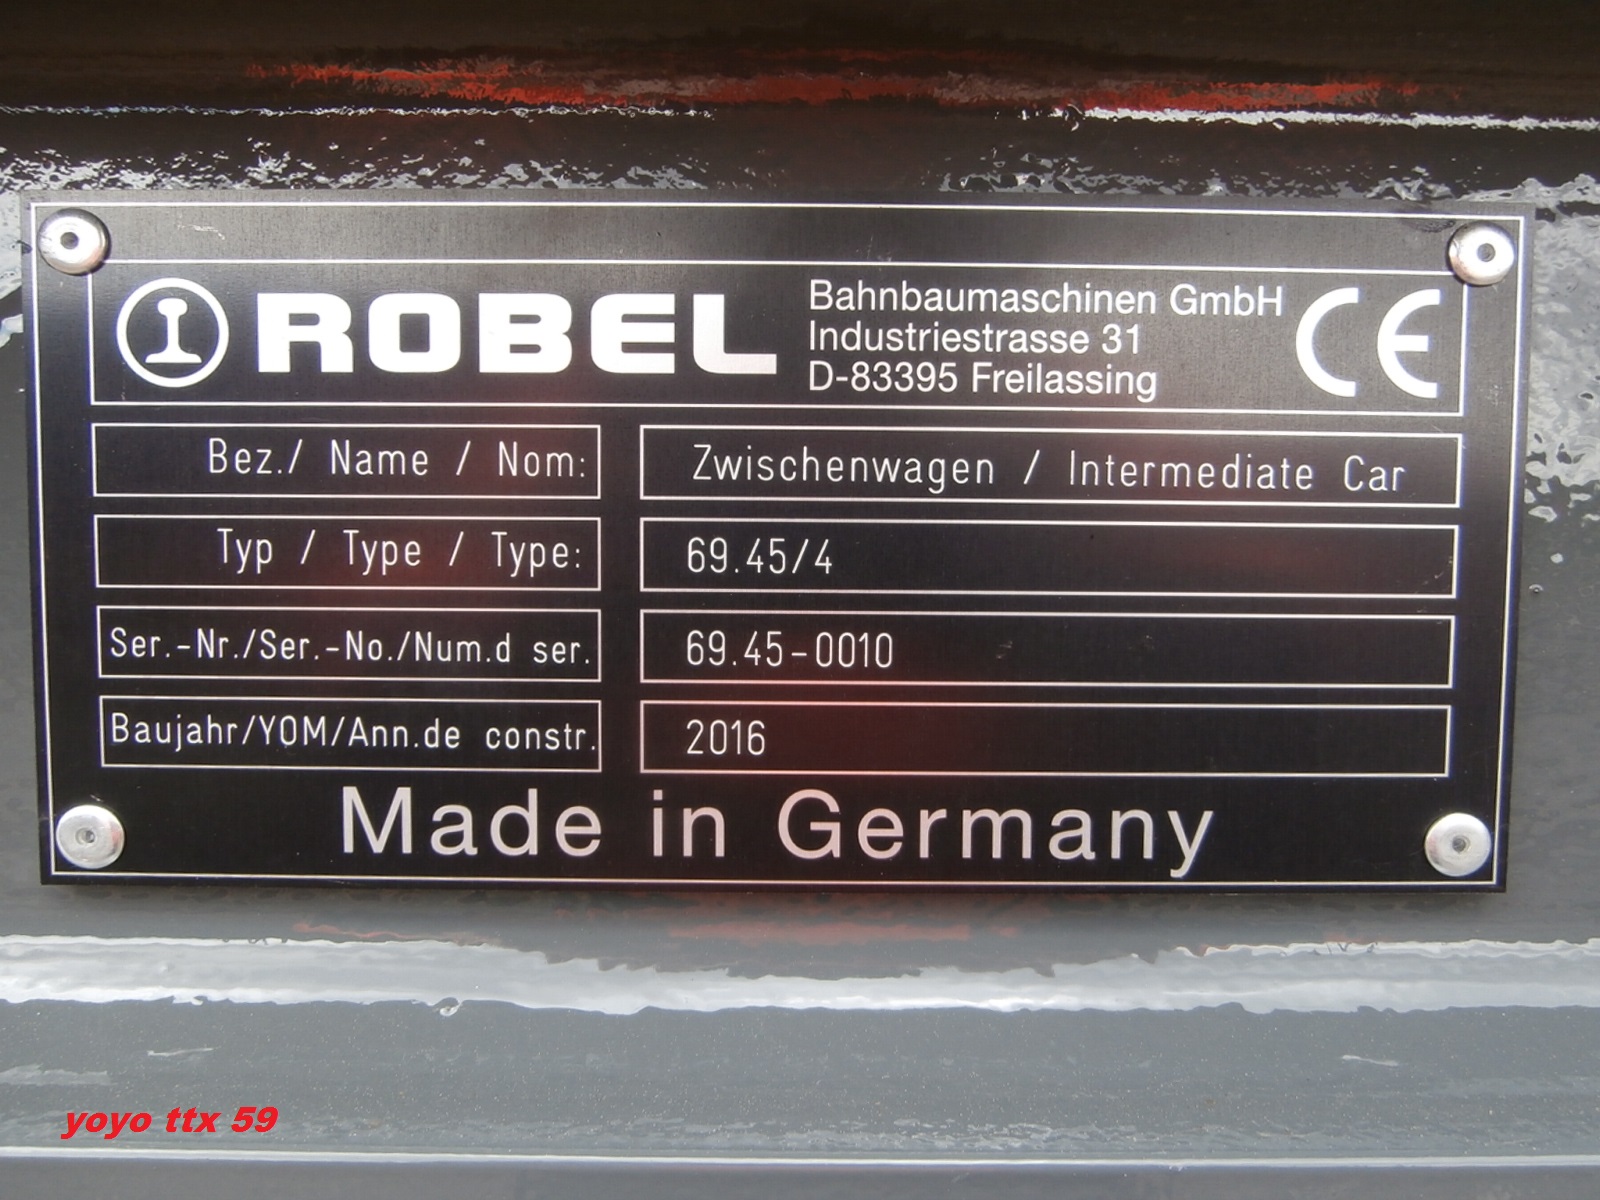 ROBEL
Bahnbaumaschinen GmbH
Industriestrasse 31
D-83395 Freilassing
CE
Bez./ Name / Nom: Zwischenwagen / Intermediate Car
Typ / Type / Type: 69.45/4
Ser.-Nr./Ser.-No./Num.d ser. 69.45-0010
Baujahr/YOM/Ann.de constr. 2016
Made in Germany
yoyo ttx 59